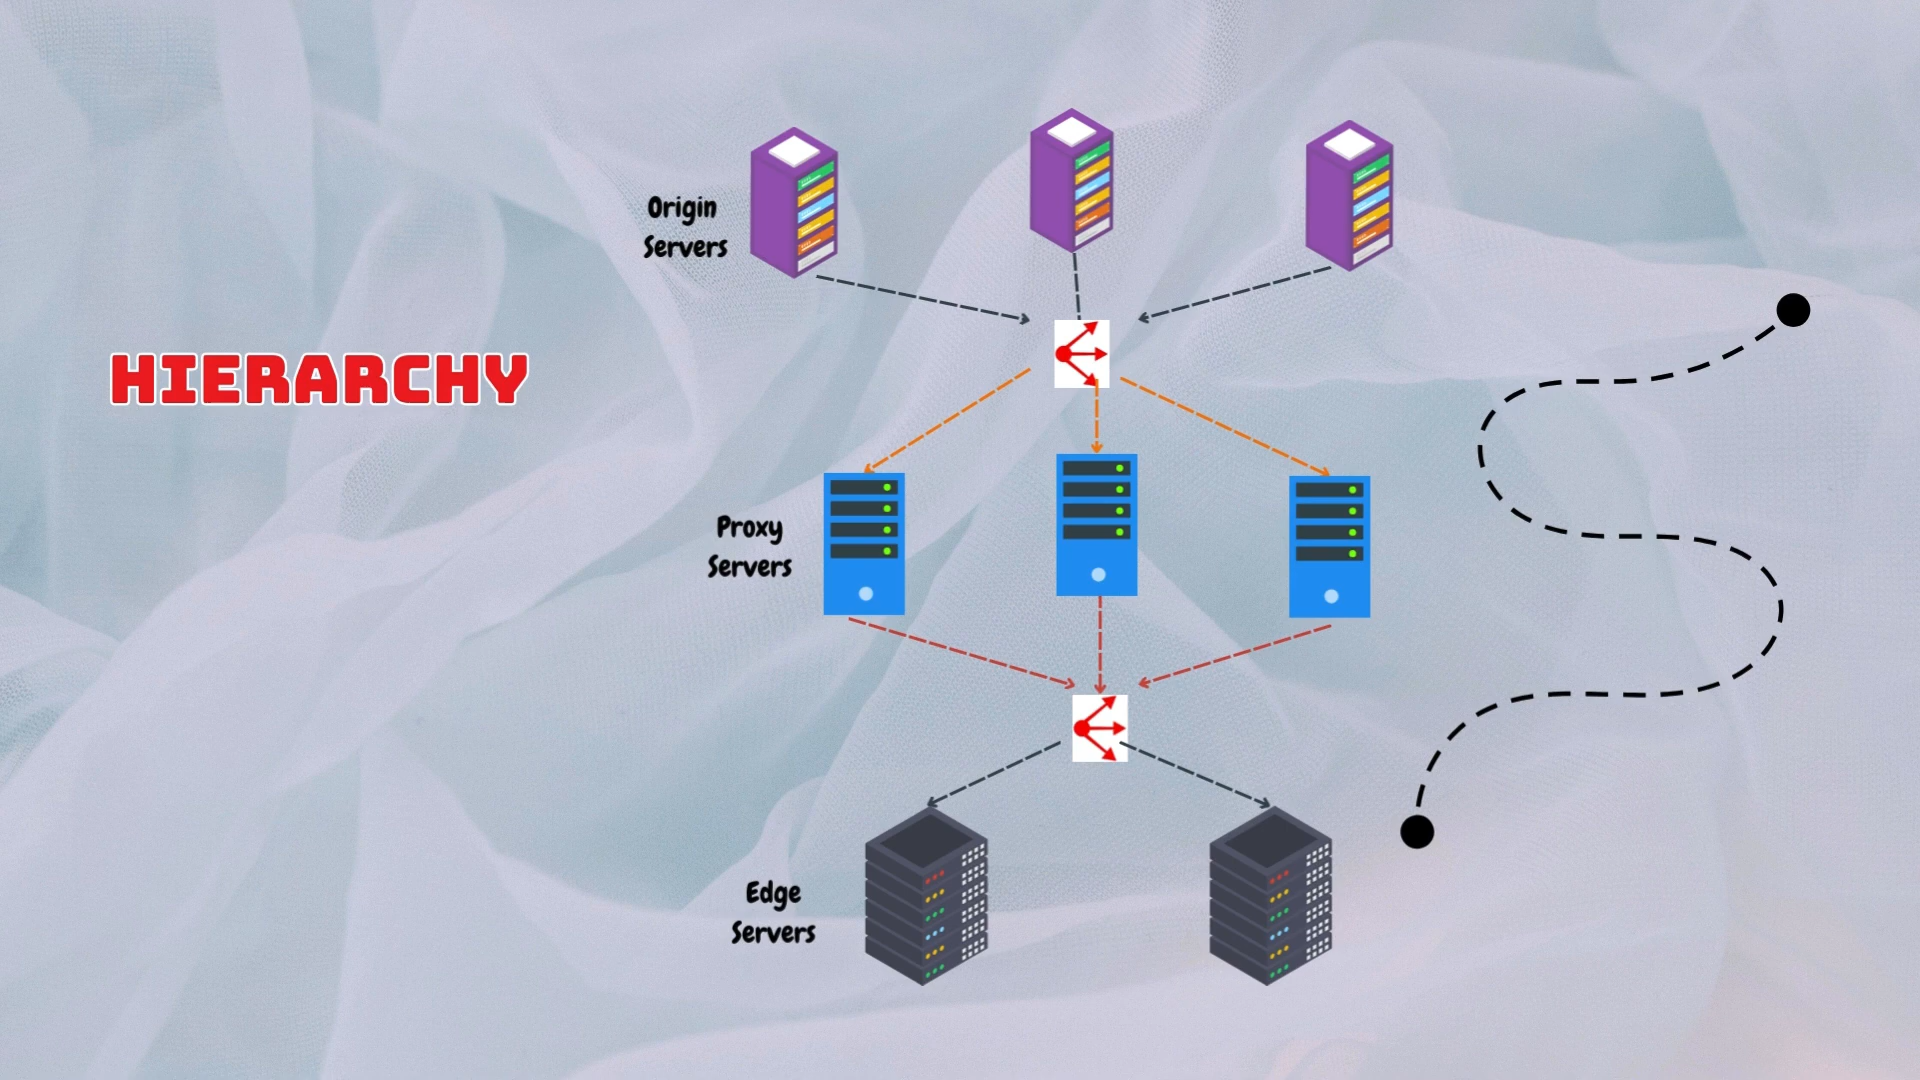 Origin
Servers
HIERARCHY
Proxy
Servers
Edge
Servers